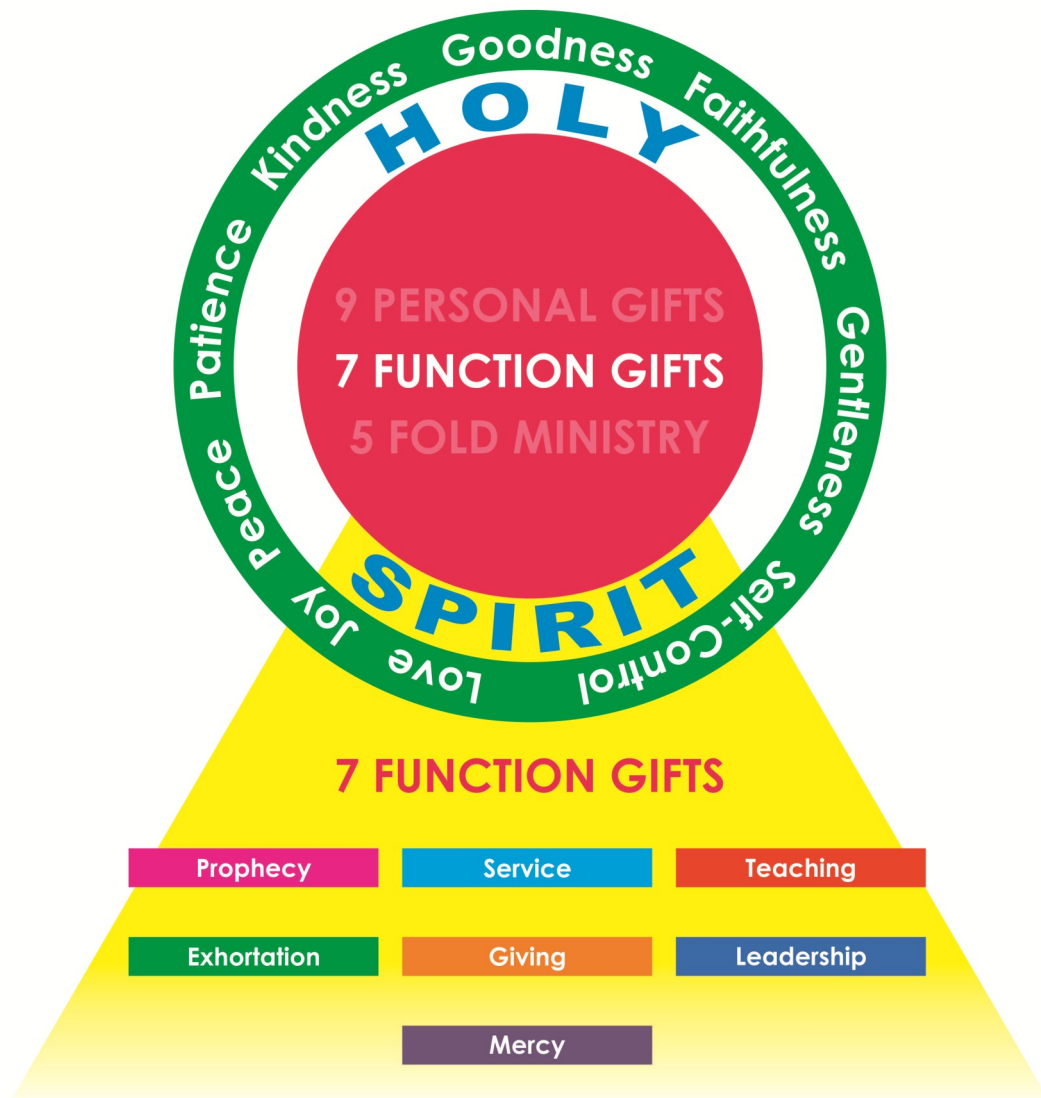 Love Joy Peace Patience Kindness Goodness Faithfulness Gentleness Self-Control
HOLY
9 PERSONAL GIFTS
7 FUNCTION GIFTS
5 FOLD MINISTRY
SPIRIT
7 FUNCTION GIFTS
Prophecy
Service
Teaching
Exhortation
Giving
Leadership
Mercy